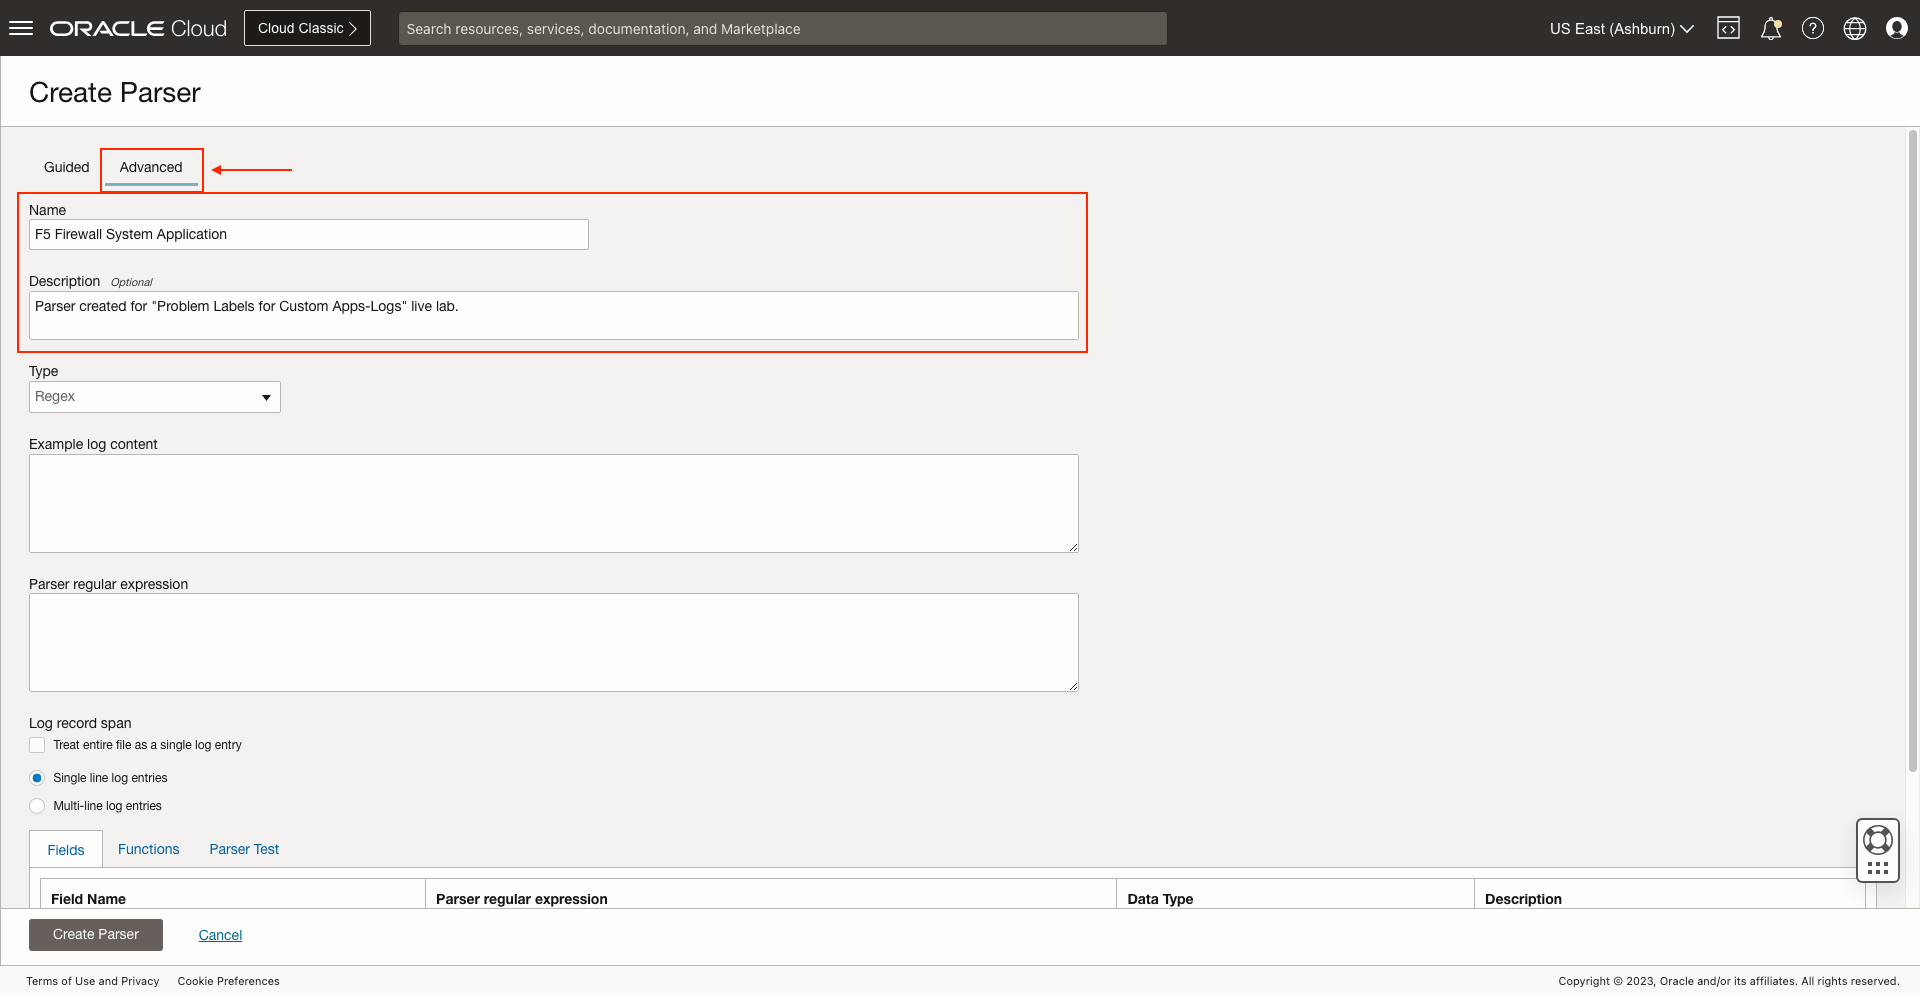 ORACLE Cloud
Cloud Classic
Search resources, services, documentation, and Marketplace
US East (Ashburn)
Create Parser
Guided
Advanced
Name
F5 Firewall System Application
Description Optional
Parser created for "Problem Labels for Custom Apps-Logs" live lab.
Type
Regex
Example log content
Parser regular expression
Log record span
Treat entire file as a single log entry
Single line log entries
Multi-line log entries
Fields
Functions
Parser Test
Field Name
Parser regular expression
Data Type
Description
Create Parser
Cancel
Terms of Use and Privacy
Cookie Preferences
Copyright © 2023, Oracle and/or its affiliates. All rights reserved.